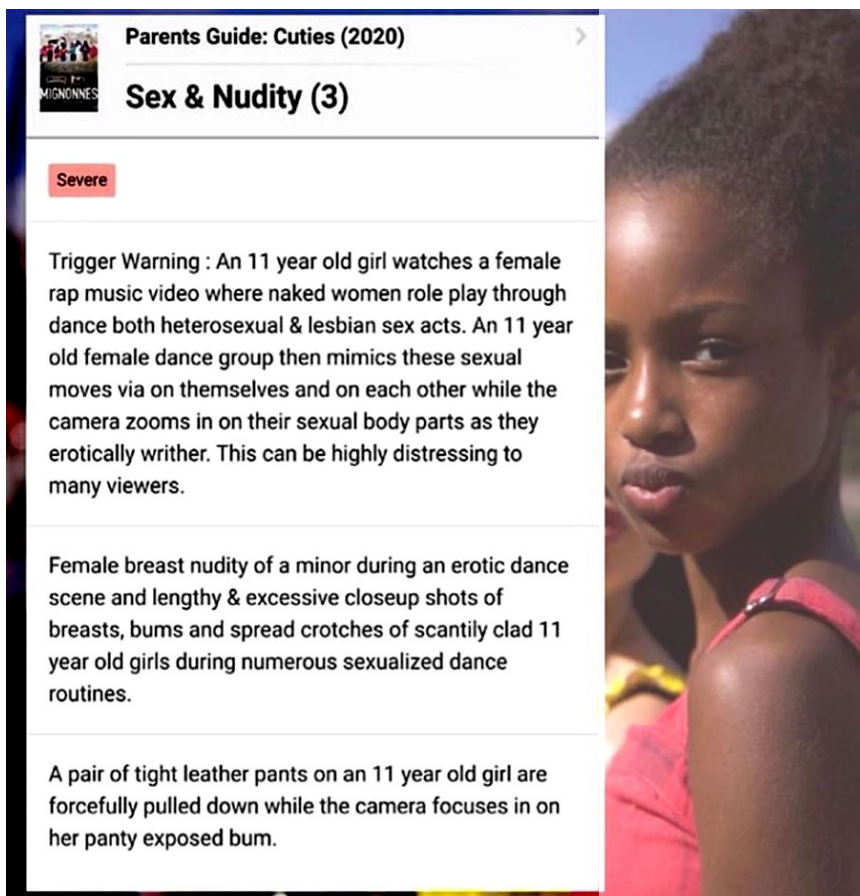 Parents Guide: Cuties (2020)
MIGNONNES
Sex & Nudity (3)
Severe
Trigger Warning : An 11 year old girl watches a female
rap music video where naked women role play through
dance both heterosexual & lesbian sex acts. An 11 year
old female dance group then mimics these sexual
moves via on themselves and on each other while the
camera zooms in on their sexual body parts as they
erotically writher. This can be highly distressing to
many viewers.
Female breast nudity of a minor during an erotic dance
scene and lengthy & excessive closeup shots of
breasts, bums and spread crotches of scantily clad 11
year old girls during numerous sexualized dance
routines.
A pair of tight leather pants on an 11 year old girl are
forcefully pulled down while the camera focuses in on
her panty exposed bum.